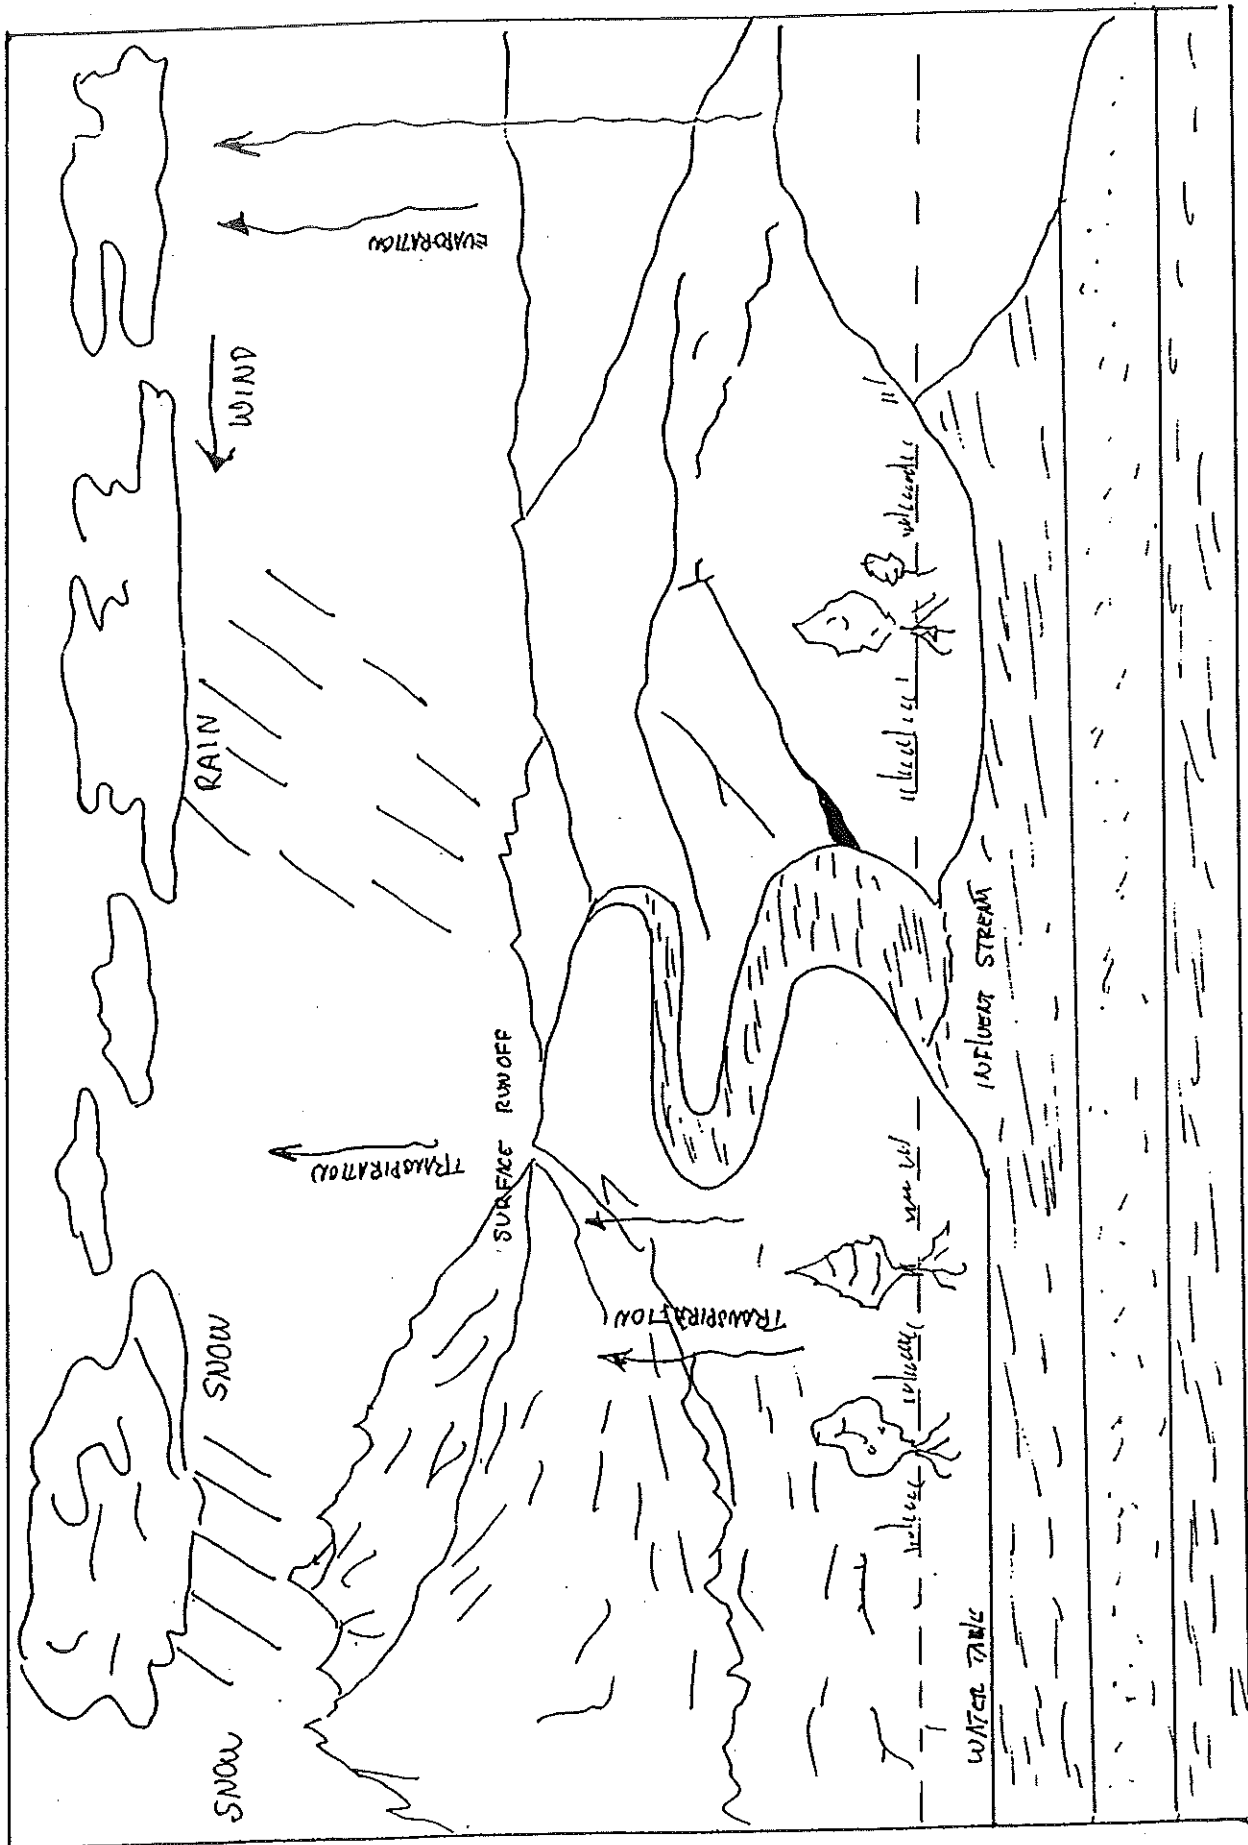 SNOW
SNOW
RAIN
WIND
TRANSPIRATION
EVAPORATION
SURFACE RUNOFF
TRANSPIRATION
WATER TABLE
INFLUENT STREAM